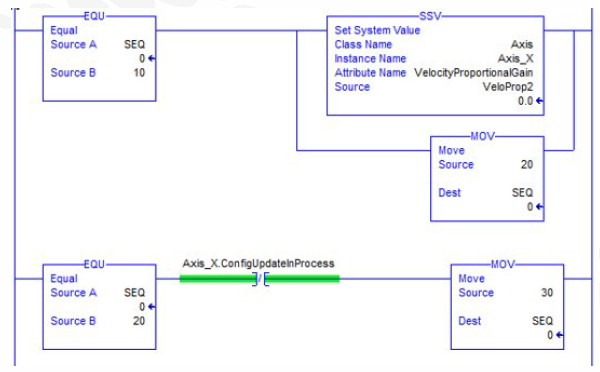 EQU
Equal
Source A SEQ
0
Source B 10
SSV
Set System Value
Class Name Axis
Instance Name Axis_X
Attribute Name VelocityProportionalGain
Source VeloProp2
0.0
MOV
Move
Source 20
Dest SEQ
0
EQU
Equal
Source A SEQ
0
Source B 20
Axis_X.ConfigUpdateInProcess
/
MOV
Move
Source 30
Dest SEQ
0